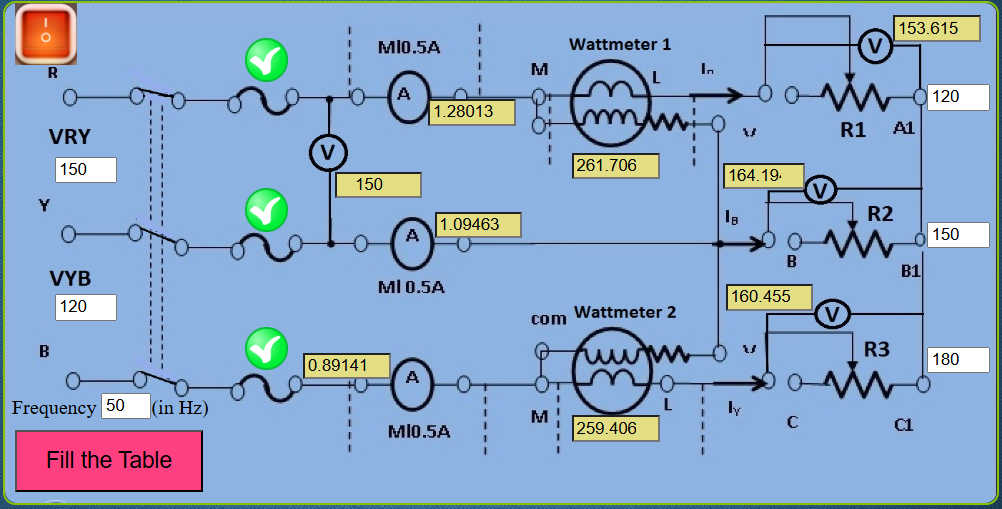 I
O
R
VRY
150
Y
VYB
120
B
Frequency 50 (in Hz)
Fill the Table
MI0.5A
A
1.28013
V
150
A
1.09463
MI 0.5A
0.89141
A
MI0.5A
Wattmeter 1
M
L
261.706
com
Wattmeter 2
M
L
259.406
V
153.615
120
R1
A1
V
164.19
V
I_B
R2
150
B
B1
160.455
V
V
R3
180
I_Y
C
C1